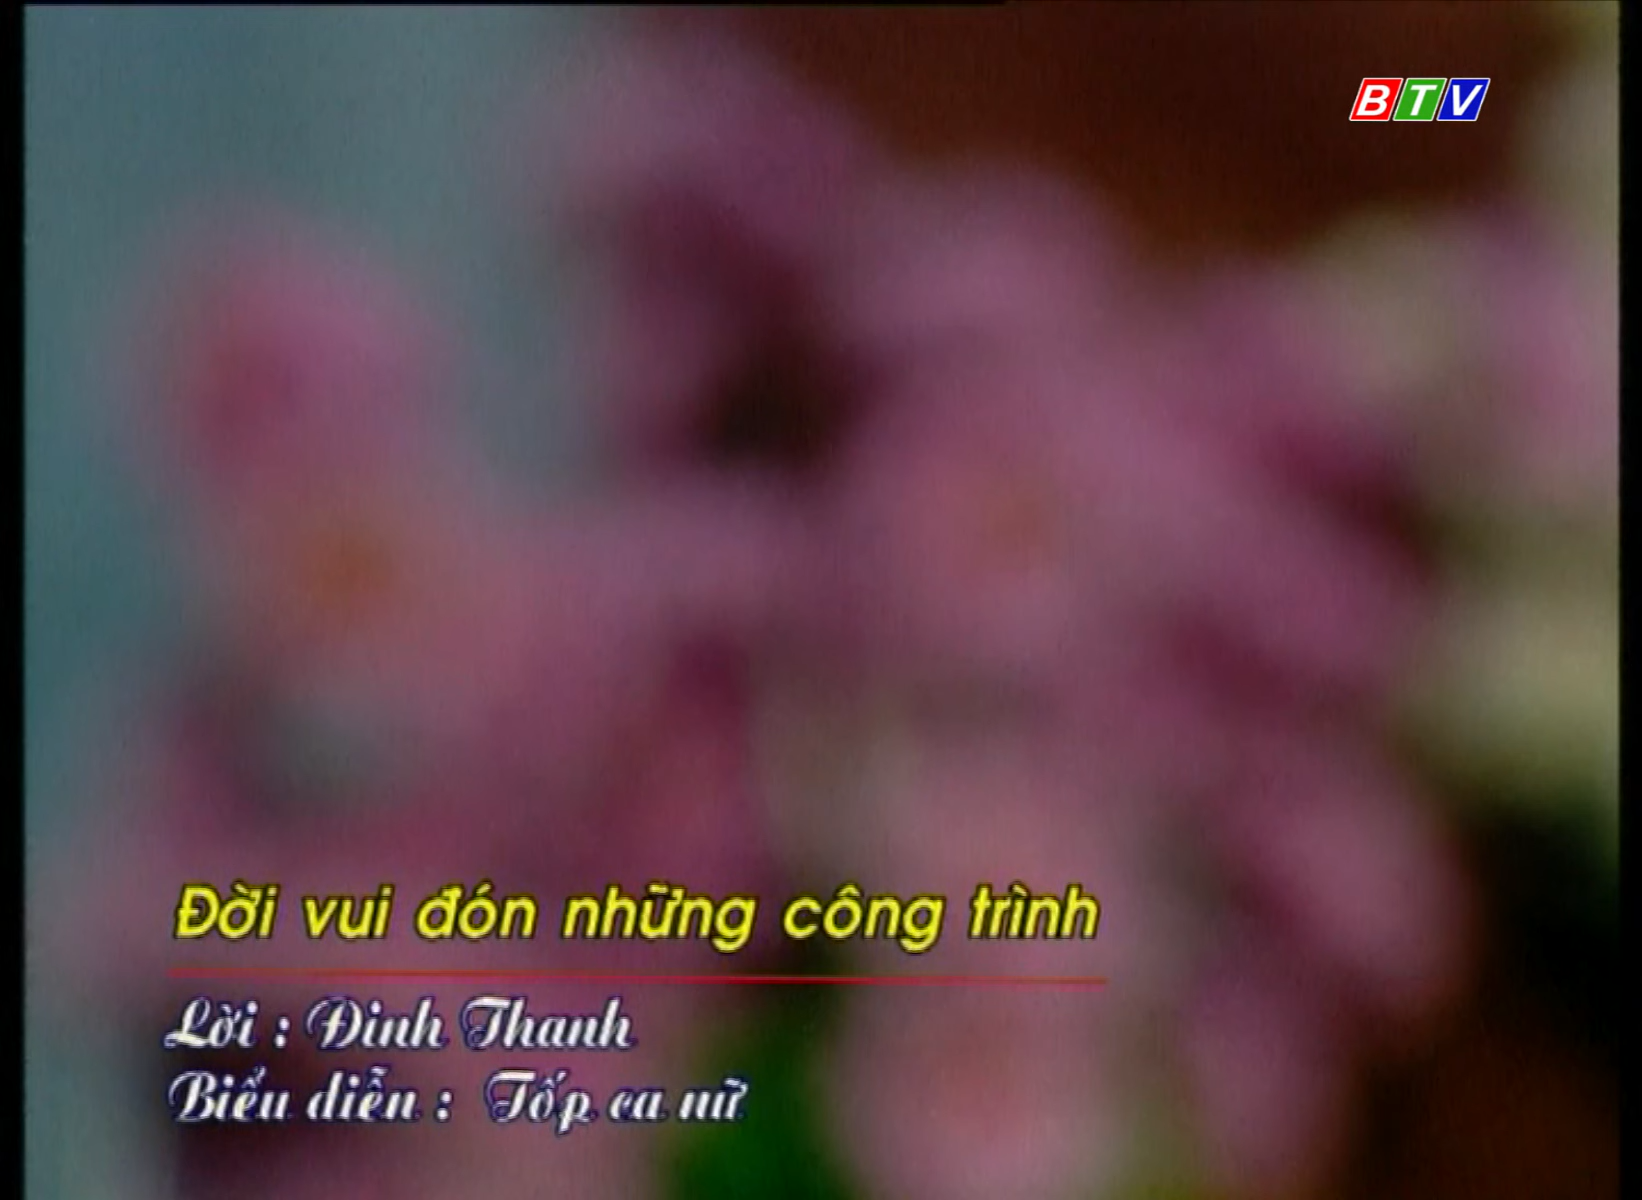 BTV
Đời vui đón những công trình
Lời : Đinh Thanh
Biểu diễn : Tốp ca nữ